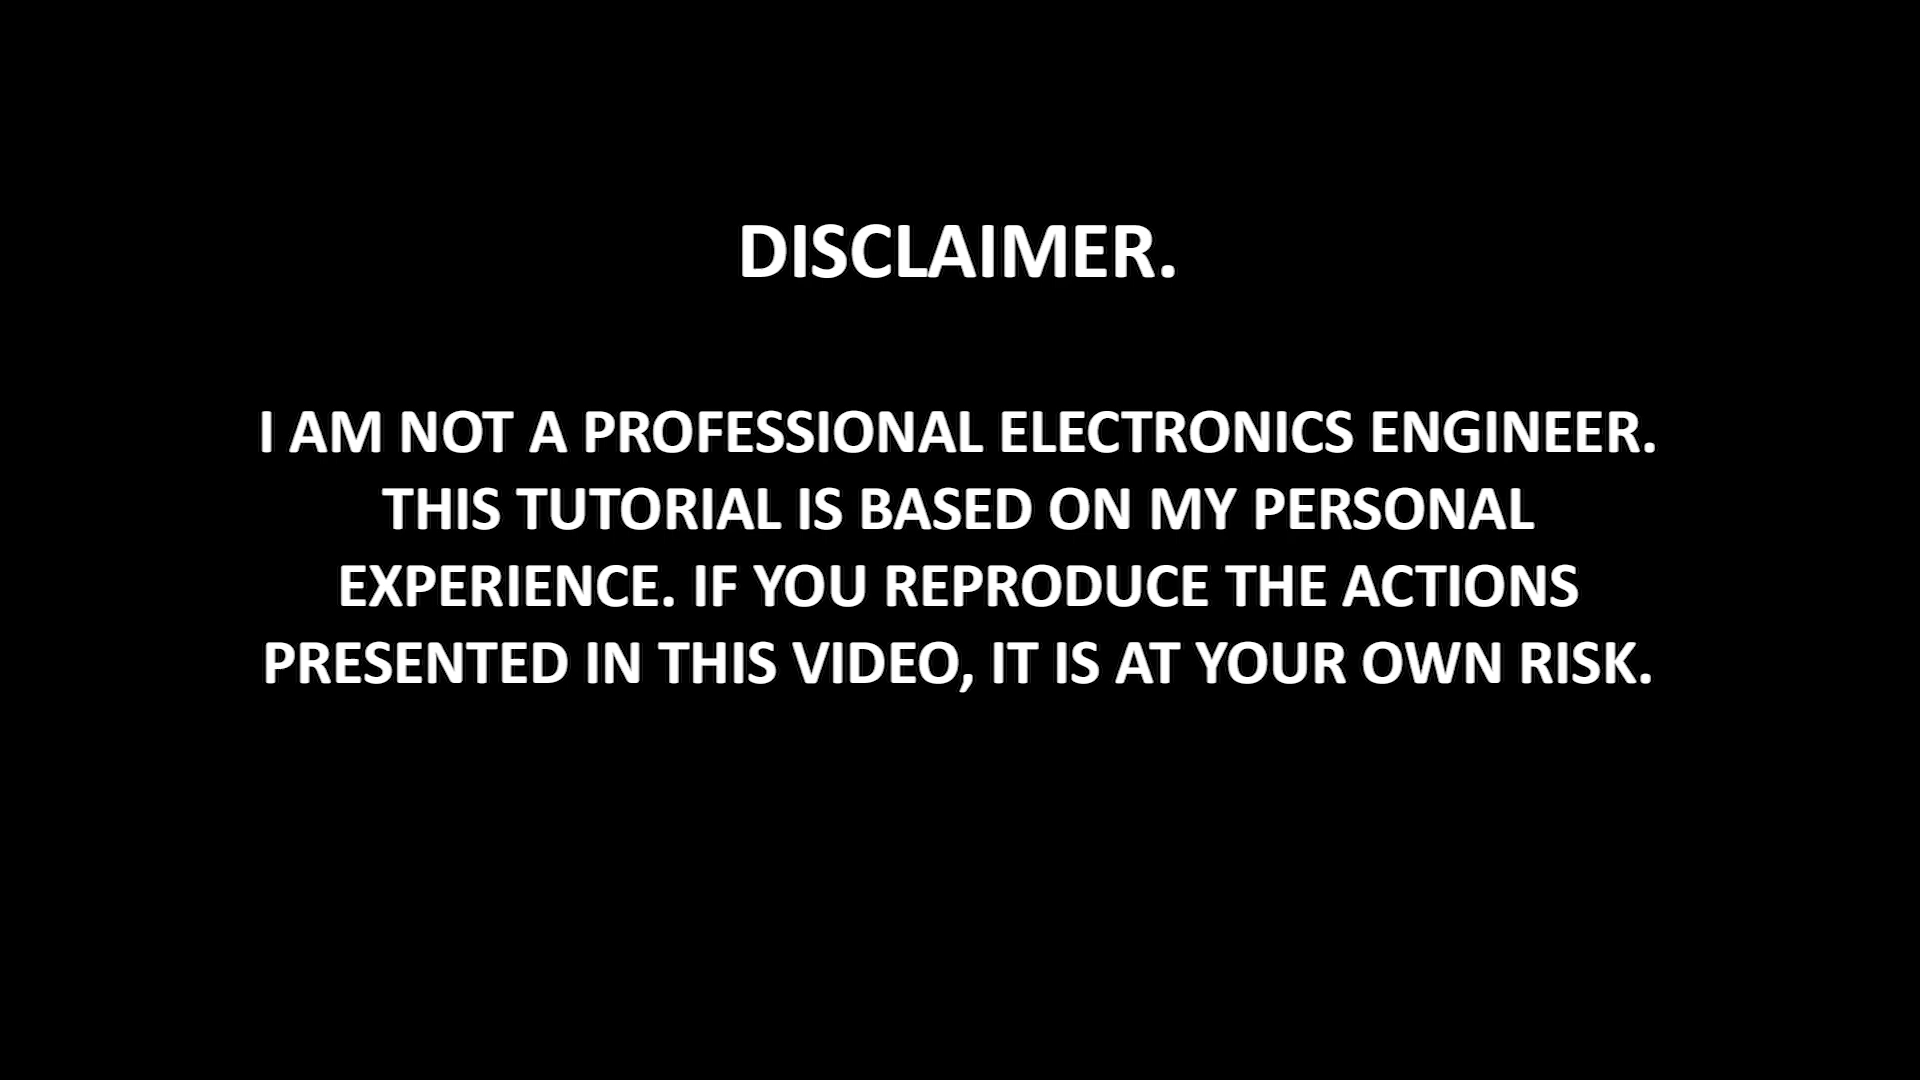 DISCLAIMER.
I AM NOT A PROFESSIONAL ELECTRONICS ENGINEER.
THIS TUTORIAL IS BASED ON MY PERSONAL
EXPERIENCE. IF YOU REPRODUCE THE ACTIONS
PRESENTED IN THIS VIDEO, IT IS AT YOUR OWN RISK.